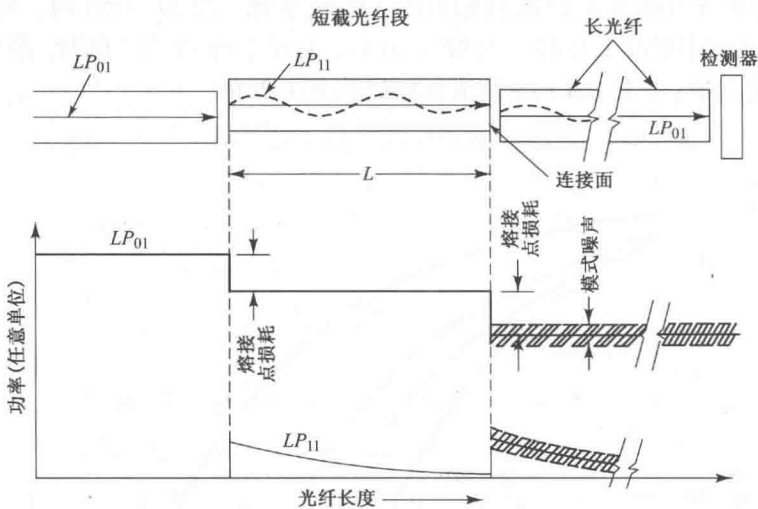 短截光纤段
长光纤
检测器
LP01
LP11
LP01
连接面
L
LP01
熔接
点损耗
熔接
点损耗
模式噪声
功率(任意单位)
LP11
光纤长度